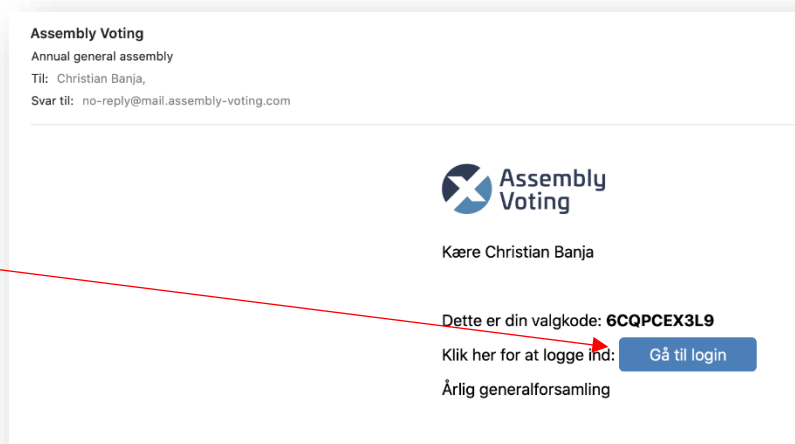 Assembly Voting
Annual general assembly
Til: Christian Banja,
Svar til: no-reply@mail.assembly-voting.com
Assembly
Voting
Kære Christian Banja
Dette er din valgkode: 6CQPCEX3L9
Klik her for at logge ind: Gå til login
Årlig generalforsamling